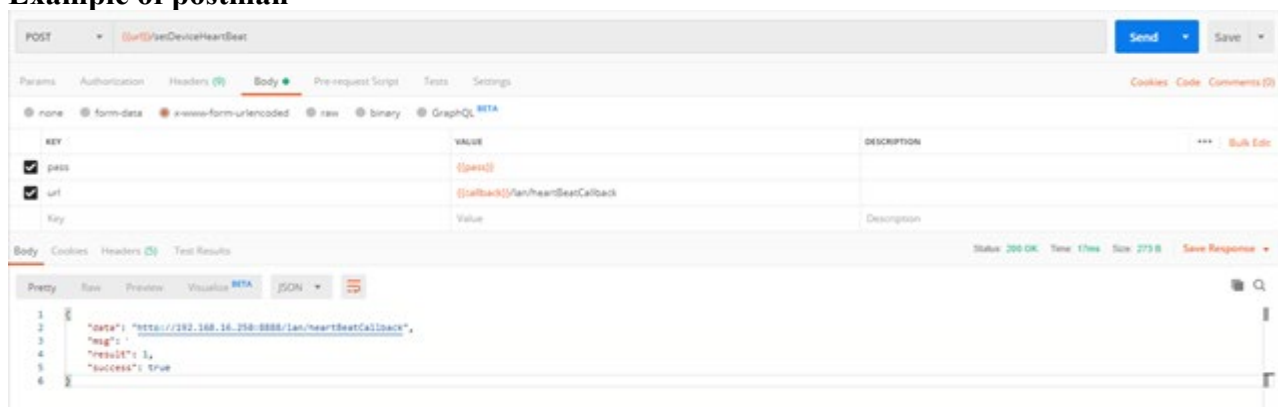 Example of postman
POST {{url}}/setDeviceHeartBeat Send Save
Params Authorization Headers (9) Body Pre-request Script Tests Settings Cookies Code Comments (0)
none form-data x-www-form-urlencoded raw binary GraphQL BETA
KEY VALUE DESCRIPTION ••• Bulk Edit
pass {{pass}}
url {{callback}}/lan/heartBeatCallback
Key Value Description
Body Cookies Headers (5) Test Results Status: 200 OK Time: 17ms Size: 273 B Save Response
Pretty Raw Preview Visualize BETA JSON
1 {
2 "data": "http://192.168.16.250:8888/lan/heartBeatCallback",
3 "msg": "
4 "result": 1,
5 "success": true
6 }